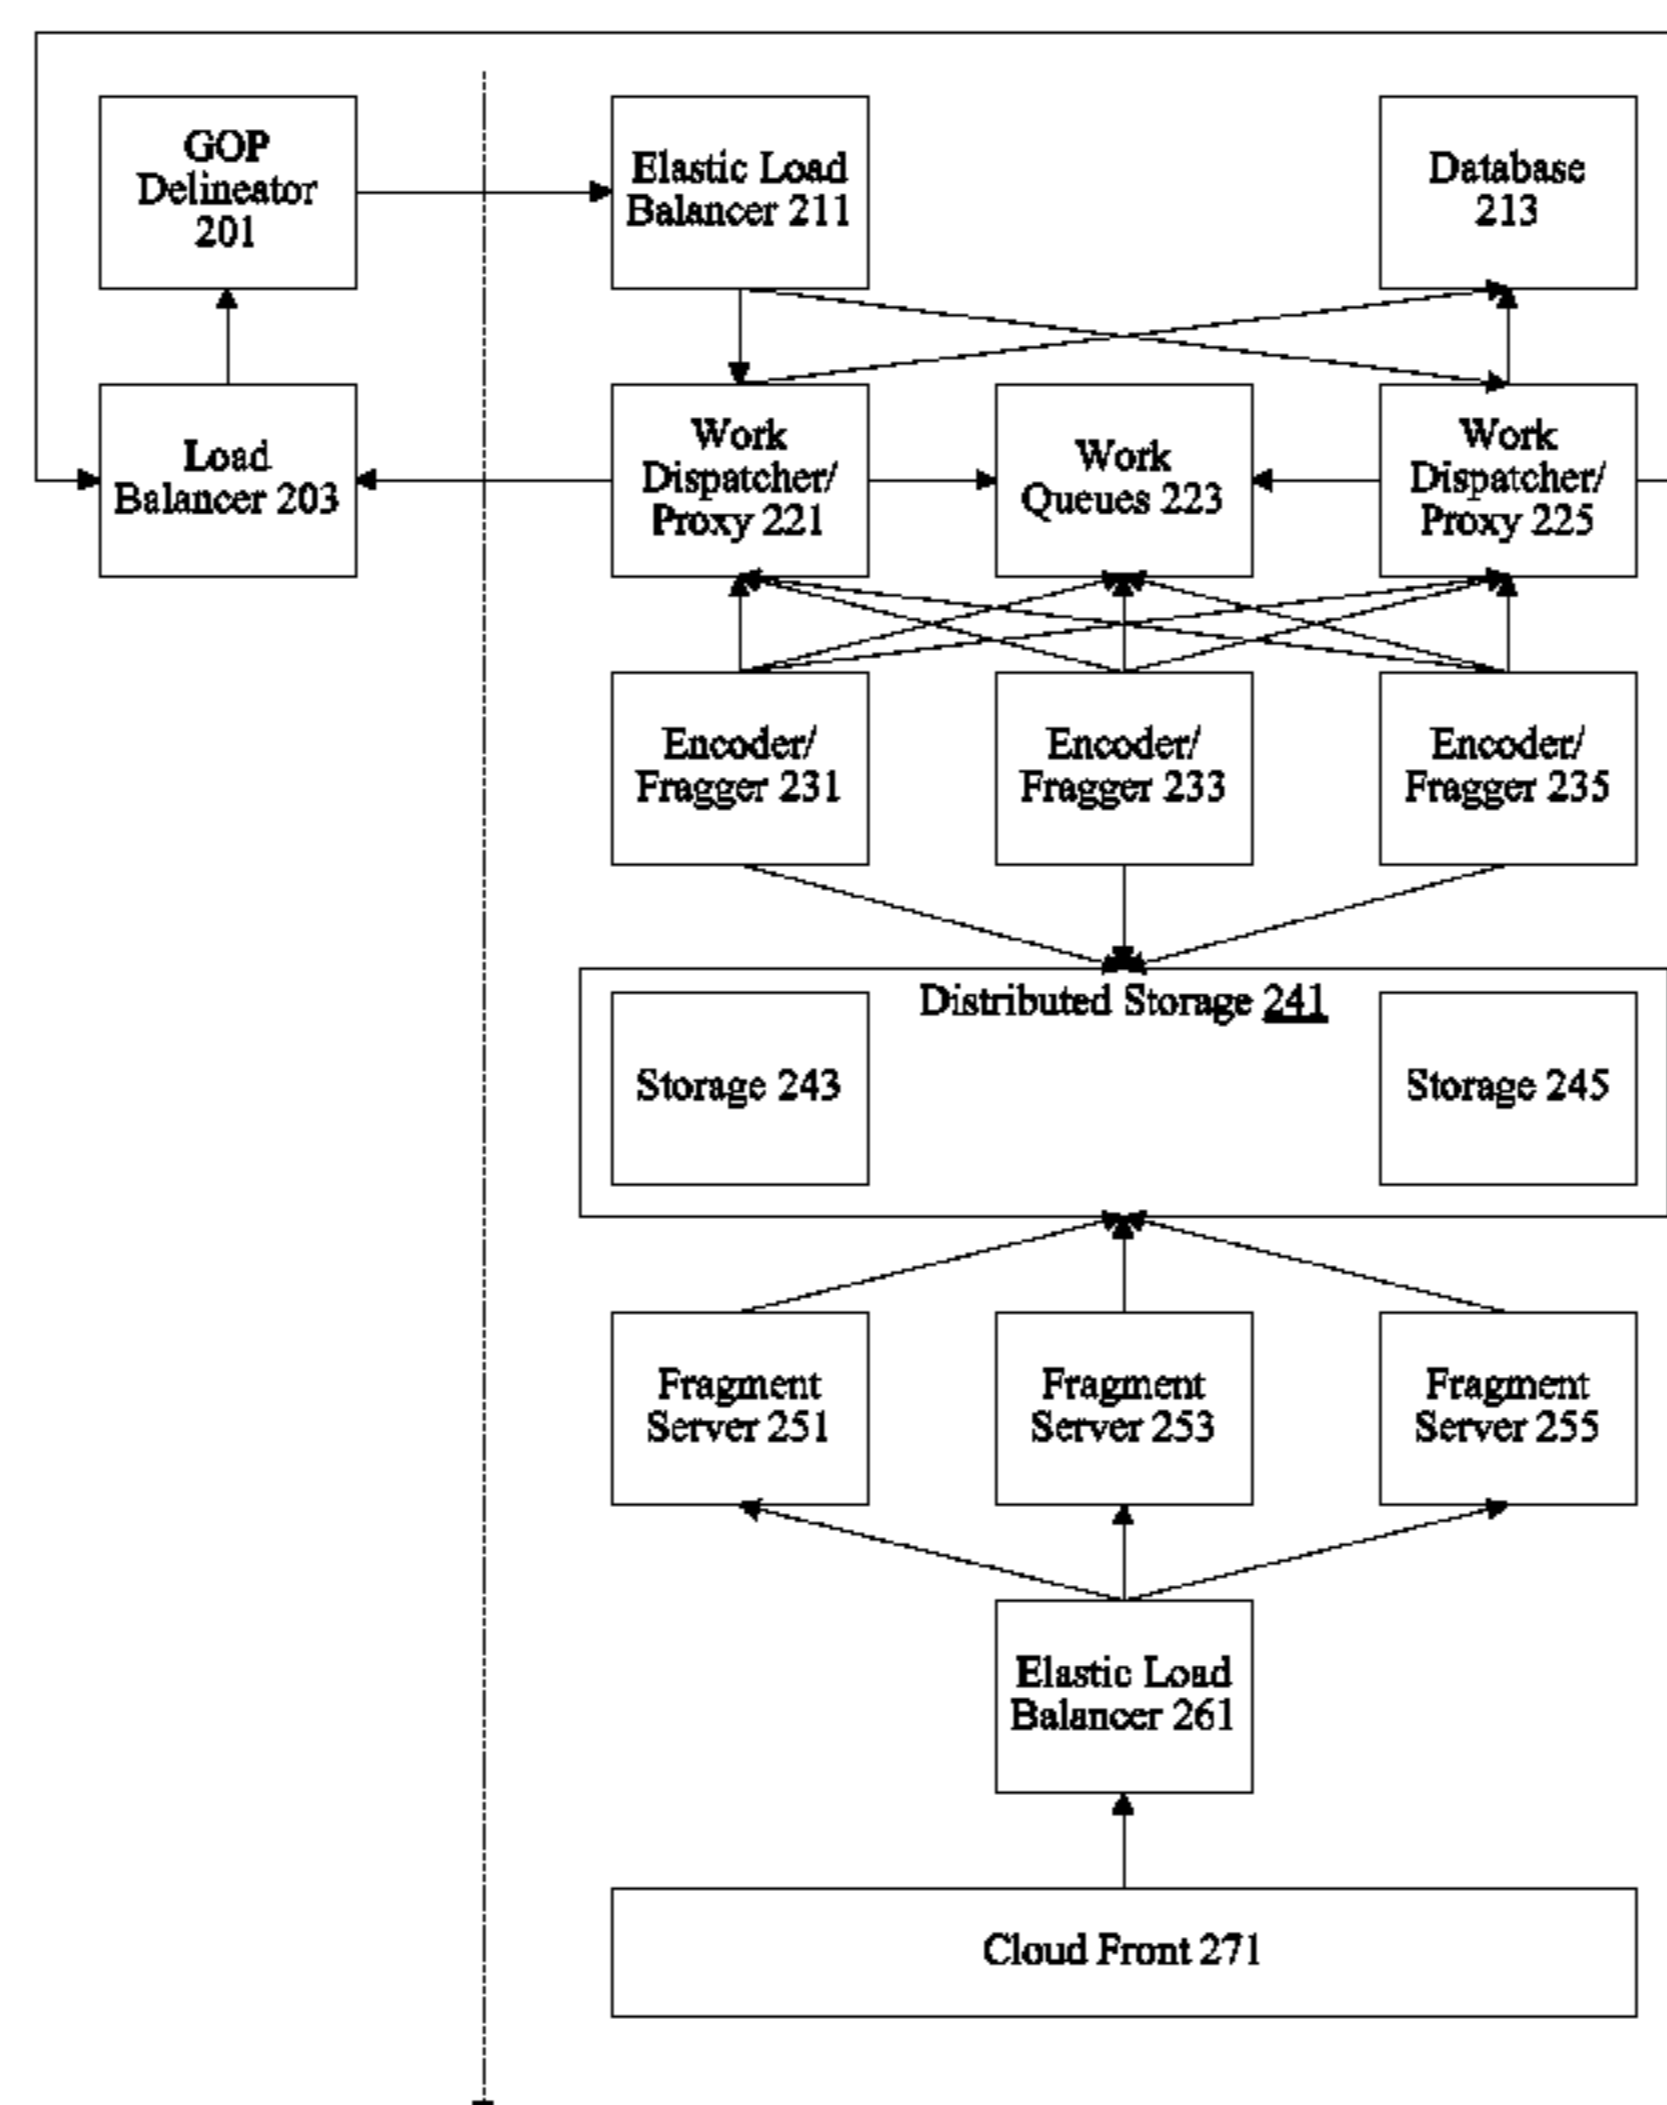 GOP
Delineator
201
Elastic Load
Balancer 211
Database
213
Load
Balancer 203
Work
Dispatcher/
Proxy 221
Work
Queues 223
Work
Dispatcher/
Proxy 225
Encoder/
Fragger 231
Encoder/
Fragger 233
Encoder/
Fragger 235
Distributed Storage 241
Storage 243
Storage 245
Fragment
Server 251
Fragment
Server 253
Fragment
Server 255
Elastic Load
Balancer 261
Cloud Front 271